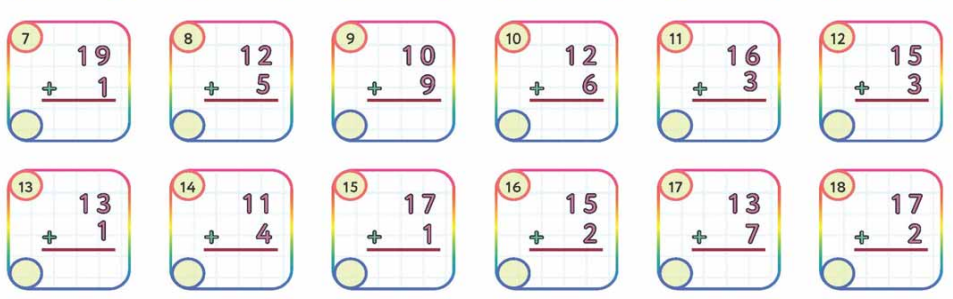 7 8 9 10 11 12
19 12 10 12 16 15
+ 1 + 5 + 9 + 6 + 3 + 3
13 14 15 16 17 18
13 11 17 15 13 17
+ 1 + 4 + 1 + 2 + 7 + 2